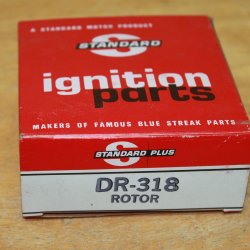 A STANDARD MOTOR PRODUCT
S
STANDARD
ignition
parts
MAKERS OF FAMOUS BLUE STREAK PARTS
S
STANDARD PLUS
DR-318
ROTOR